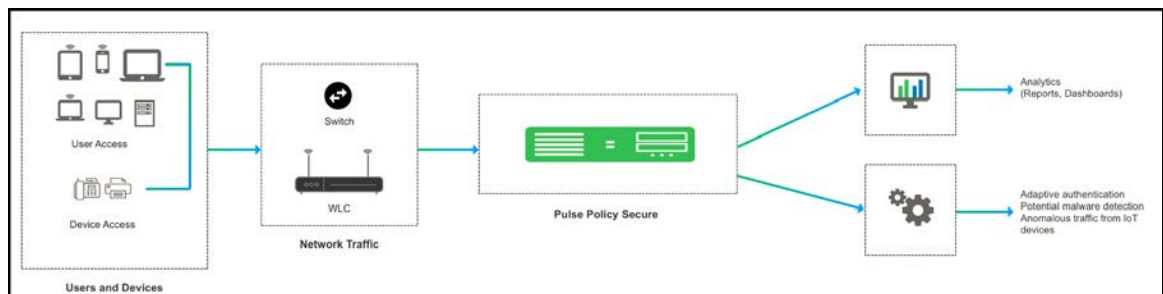 User Access
Device Access
Users and Devices
Switch
WLC
Network Traffic
Pulse Policy Secure
Analytics
(Reports, Dashboards)
Adaptive authentication
Potential malware detection
Anomalous traffic from IoT
devices